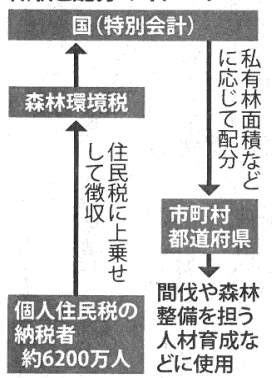 国(特別会計)
森林環境税
住民税に上乗せ
して徴収
個人住民税の
納税者
約6200万人
私有林面積など
に応じて配分
市町村
都道府県
間伐や森林
整備を担う
人材育成な
どに使用